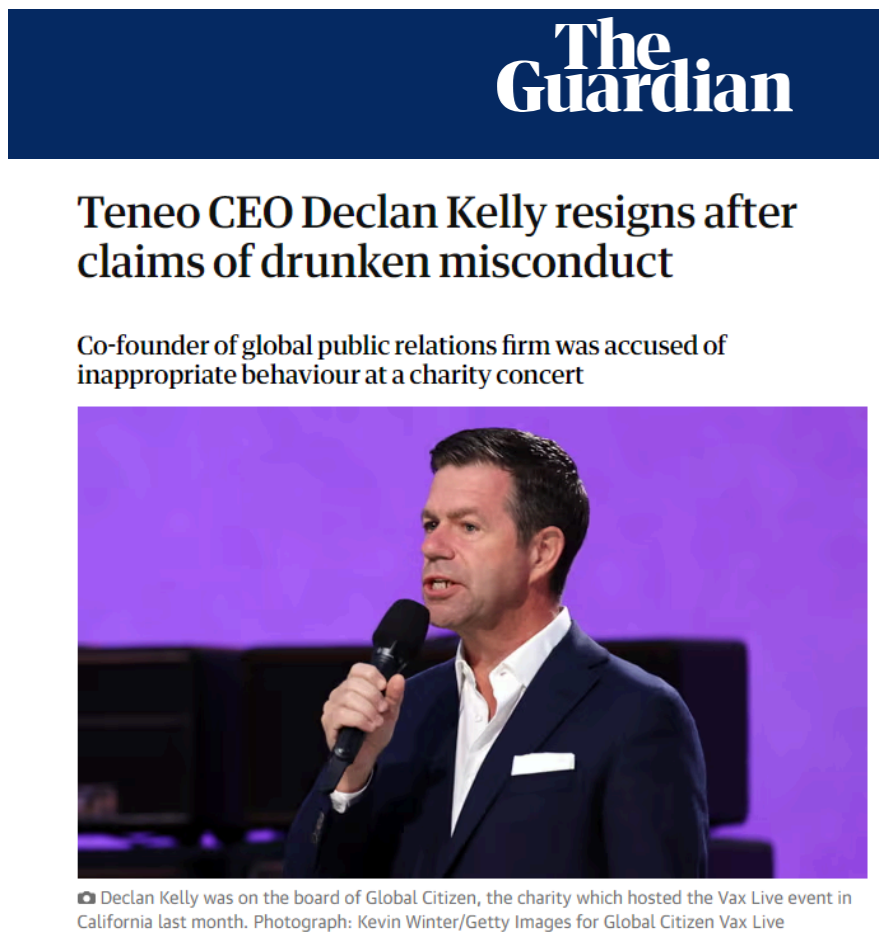 The
Guardian
Teneo CEO Declan Kelly resigns after
claims of drunken misconduct
Co-founder of global public relations firm was accused of
inappropriate behaviour at a charity concert
Declan Kelly was on the board of Global Citizen, the charity which hosted the Vax Live event in
California last month. Photograph: Kevin Winter/Getty Images for Global Citizen Vax Live